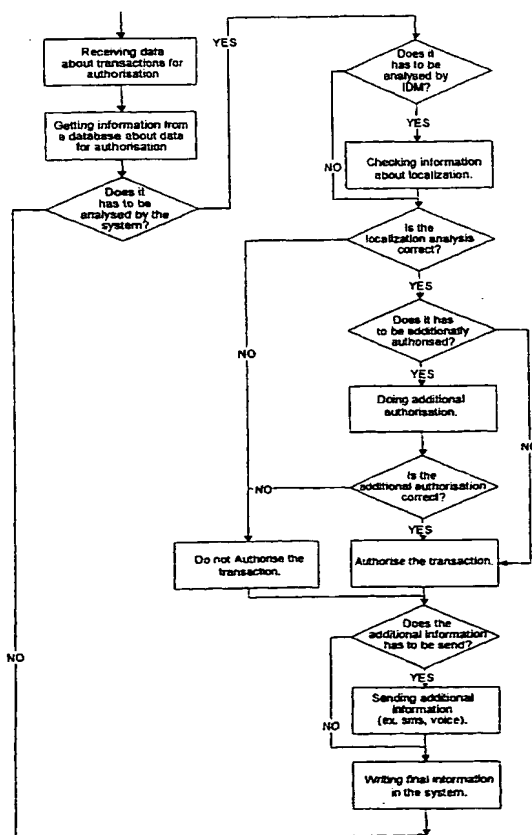 Receiving data
about transactions for
authorisation
Getting information from
a database about data
for authorisation
Does it
has to be
analysed by the
system?
YES
NO
Does it
has to be
analysed by
IDM?
YES
NO
Checking information
about localization.
Is the
localization analysis
correct?
YES
NO
Does it has
to be additionally
authorised?
YES
NO
Doing additional
authorisation.
Is the
additional authorisation
correct?
NO
YES
Do not Authorise the
transaction.
Authorise the transaction.
Does the
additional information
has to be send?
YES
NO
Sending additional
information
(ex, sms, voice).
Writing final information
in the system.